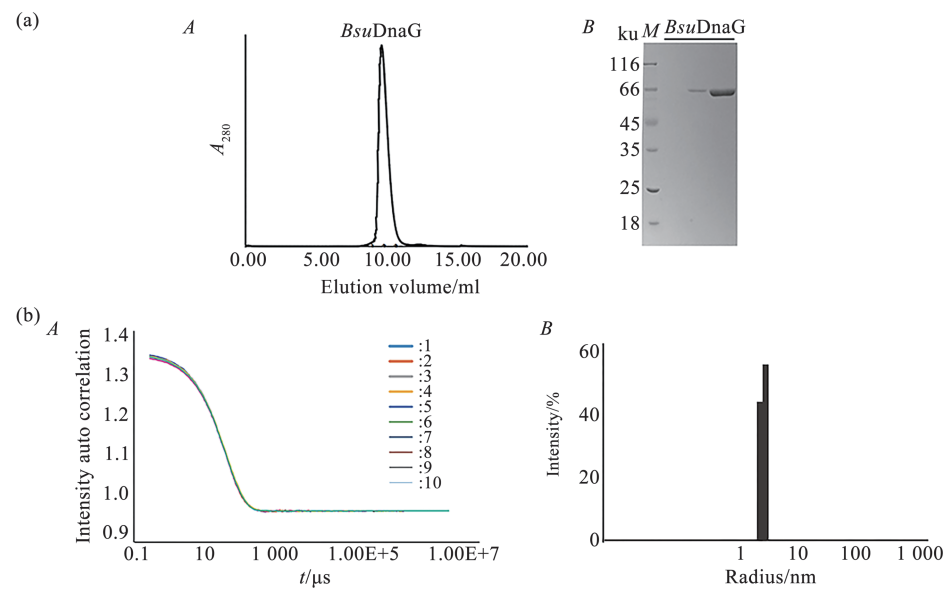 (a)
A
BsuDnaG
A280
0.00 5.00 10.00 15.00 20.00
Elution volume/ml
B
ku M BsuDnaG
116
66
45
35
25
18
(b)
A
Intensity auto correlation
1.4
1.3
1.2
1.1
1.0
0.9
0.1 10 1 000 1.00E+5 1.00E+7
t/μs
:1
:2
:3
:4
:5
:6
:7
:8
:9
:10
B
Intensity/%
60
40
20
0
1 10 100 1 000
Radius/nm